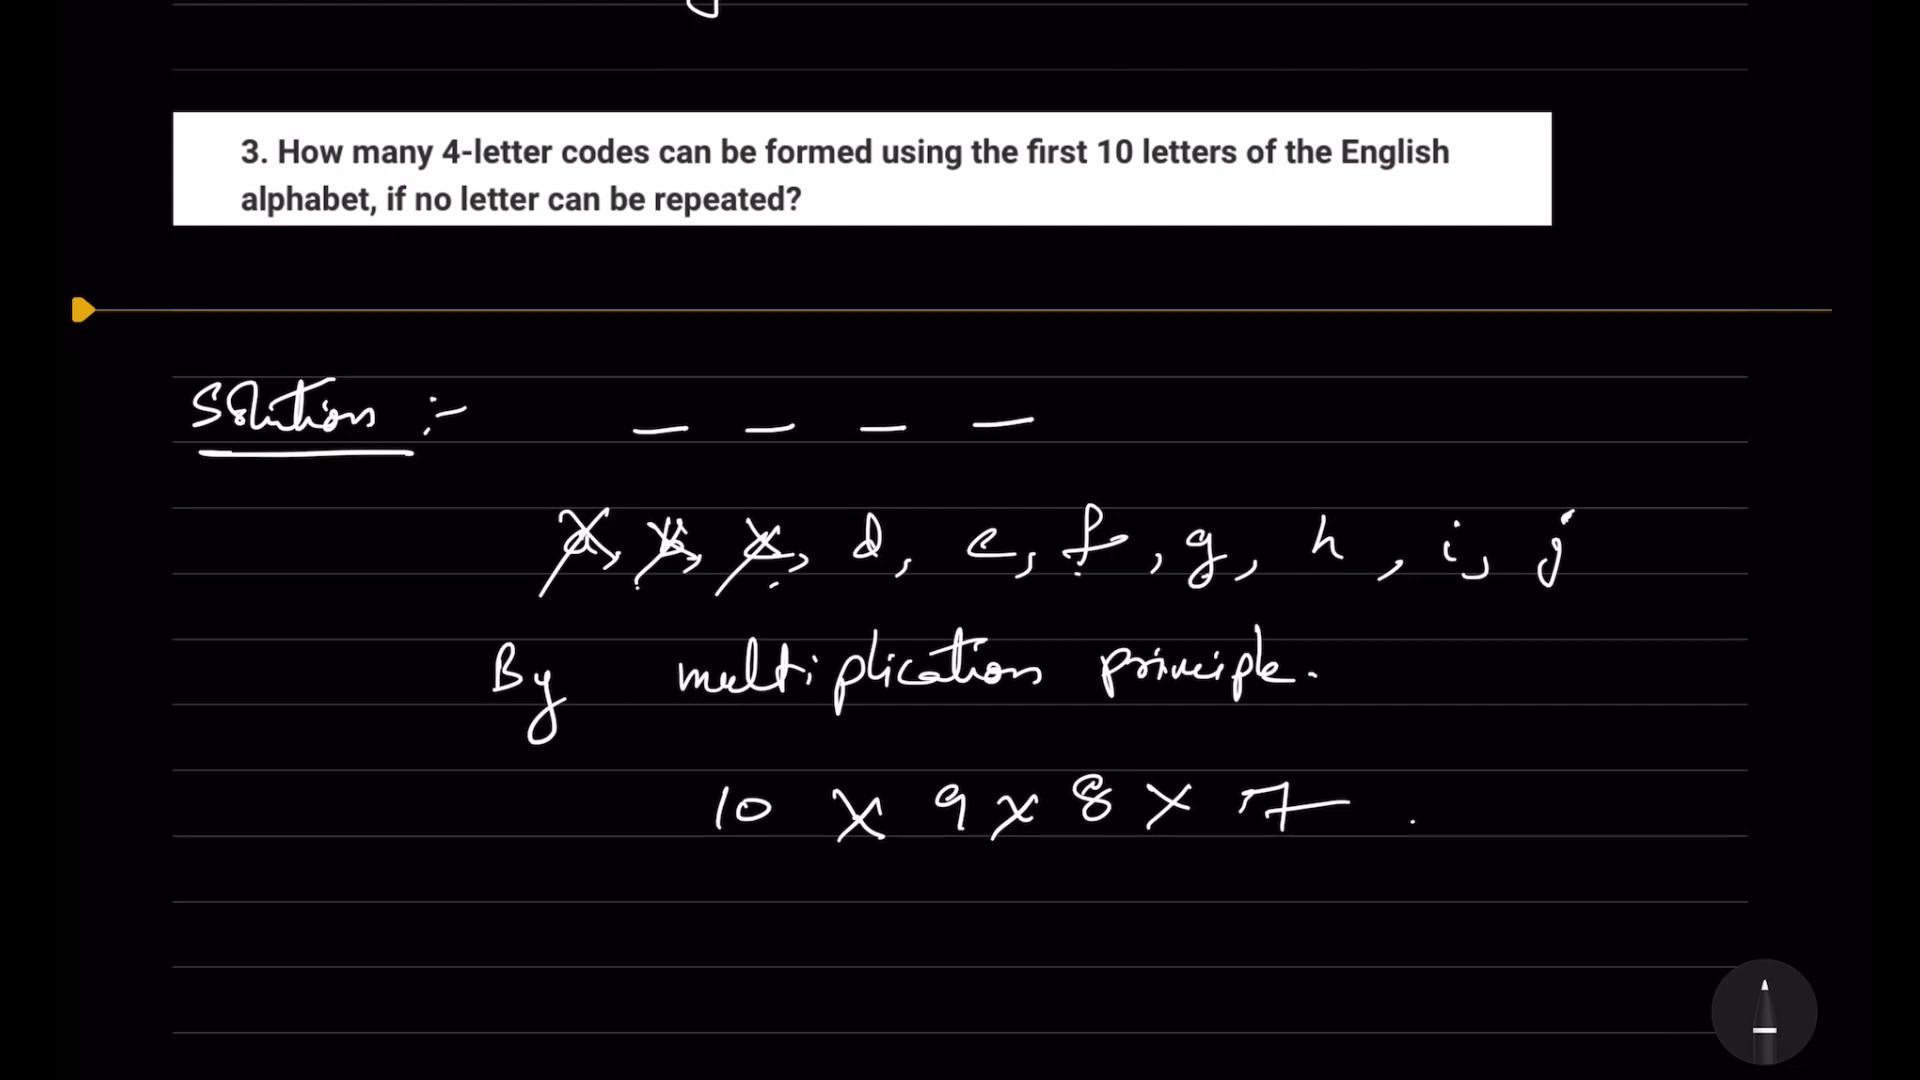 3. How many 4-letter codes can be formed using the first 10 letters of the English
alphabet, if no letter can be repeated?
Solution :-
_ _ _ _
a, b, c, d, e, f, g, h, i, j
By multiplication principle.
10 × 9 × 8 × 7 .